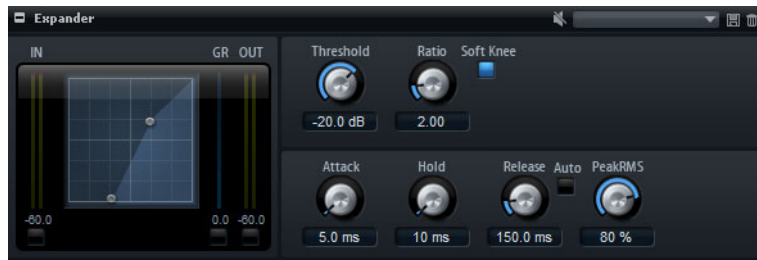 Expander
IN GR OUT
Threshold Ratio Soft Knee
-20.0 dB 2.00
Attack Hold Release Auto PeakRMS
-60.0 0.0 -60.0
5.0 ms 10 ms 150.0 ms 80 %